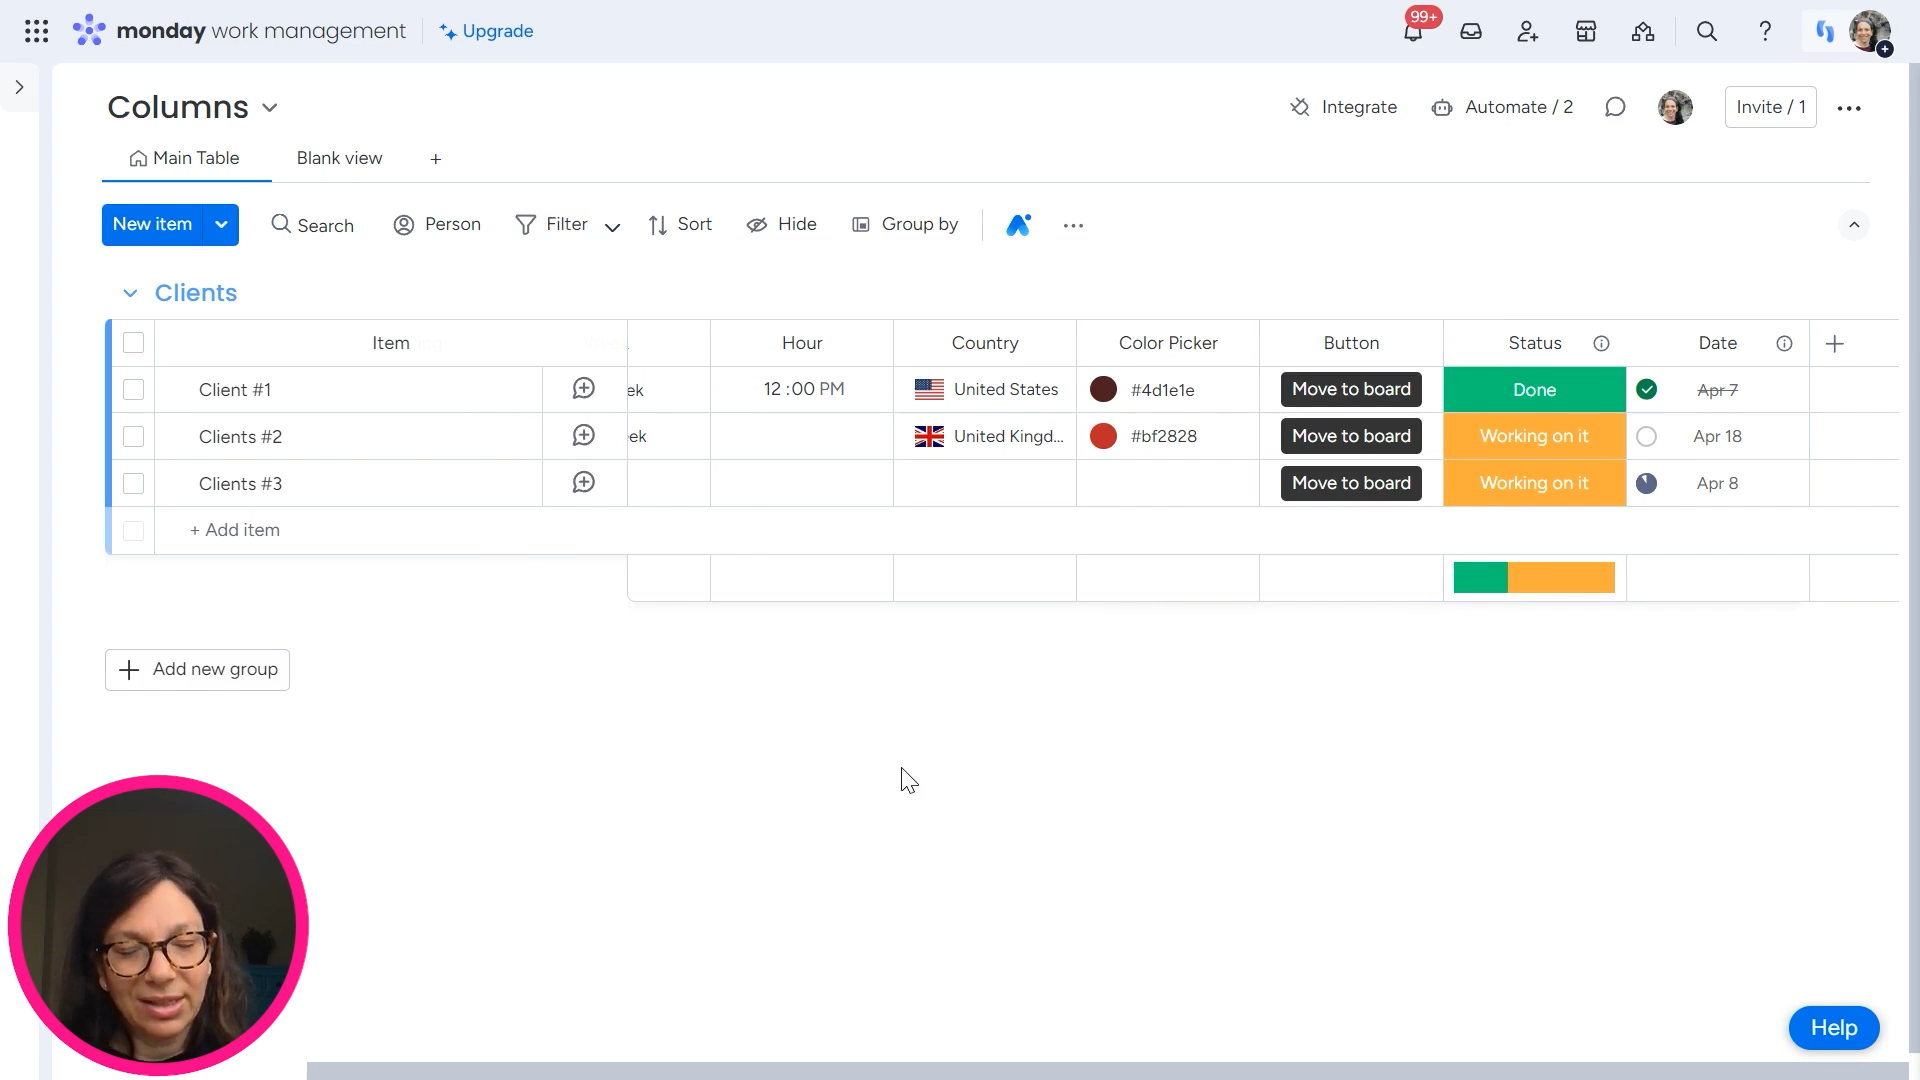 monday work management Upgrade 99+
Columns Integrate Automate / 2 Invite / 1
Main Table Blank view +
New item Search Person Filter Sort Hide Group by
Clients
Item Hour Country Color Picker Button Status Date
Client #1 ek 12 :00 PM United States #4d1e1e Move to board Done Apr 7
Clients #2 ek United Kingd... #bf2828 Move to board Working on it Apr 18
Clients #3 Move to board Working on it Apr 8
+ Add item
Add new group
Help